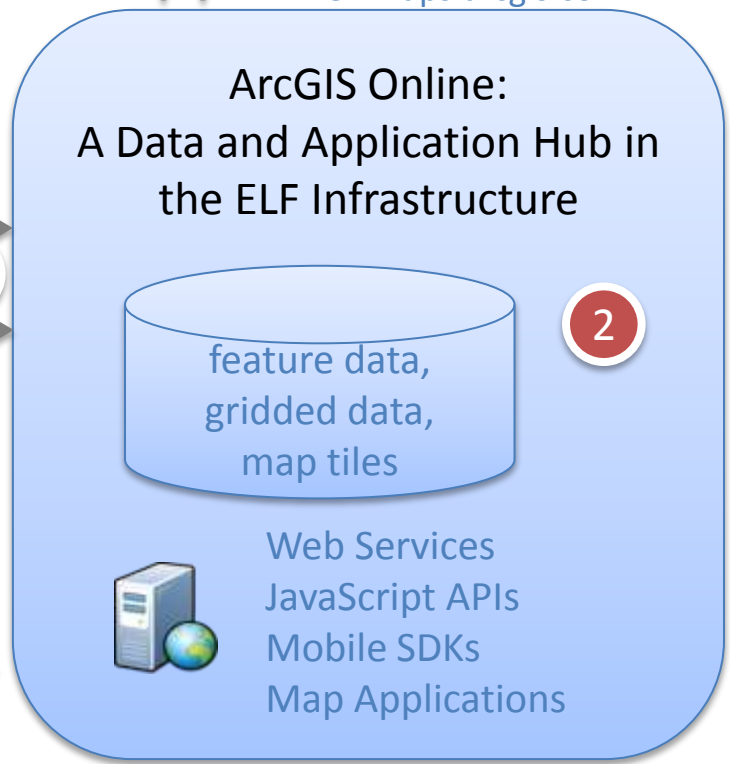 ArcGIS Online:
A Data and Application Hub in
the ELF Infrastructure
2
feature data,
gridded data,
map tiles
Web Services
JavaScript APIs
Mobile SDKs
Map Applications